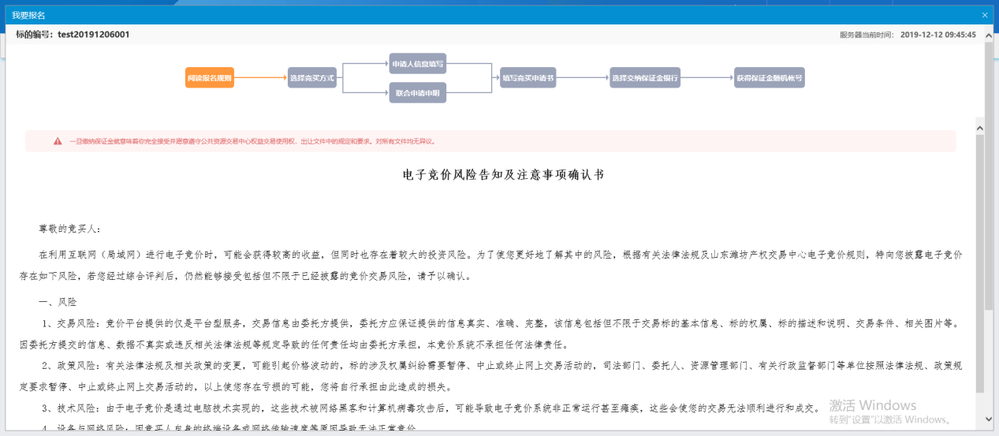 我要报名
标的编号：test20191206001
服务器当前时间： 2019-12-12 09:45:45
阅读报名规则
选择竞买方式
申请人信息填写
联合申请申明
填写竞买申请书
选择交纳保证金银行
获得保证金随机帐号
一旦缴纳保证金就意味着你完全接受并愿意遵守公共资源交易中心权益交易使用权，出让文件中的规定和要求。对所有文件均无异议。
电子竞价风险告知及注意事项确认书
尊敬的竞买人：
在利用互联网（局域网）进行电子竞价时，可能会获得较高的收益，但同时也存在着较大的投资风险。为了使您更好地了解其中的风险，根据有关法律法规及山东潍坊产权交易中心电子竞价规则，特向您披露电子竞价
存在如下风险，若您经过综合评判后，仍然能够接受包括但不限于已经披露的竞价交易风险，请予以确认。
一、风险
1、交易风险：竞价平台提供的仅是平台型服务，交易信息由委托方提供，委托方应保证提供的信息真实、准确、完整，该信息包括但不限于交易标的基本信息、标的权属、标的描述和说明、交易条件、相关图片等。
因委托方提交的信息、数据不真实或违反相关法律法规等规定导致的任何责任均由委托方承担，本竞价系统不承担任何法律责任。
2、政策风险：有关法律法规及相关政策的变更，可能引起价格波动的，标的涉及权属纠纷需要暂停、中止或终止网上交易活动的，司法部门、委托人、资源管理部门、有关行政监督部门等单位按照法律法规、政策规
定要求暂停、中止或终止网上交易活动的，以上使您存在亏损的可能，您将自行承担由此造成的损失。
3、技术风险：由于电子竞价是通过电脑技术实现的，这些技术被网络黑客和计算机病毒攻击后，可能导致电子竞价系统非正常运行甚至瘫痪，这些会使您的交易无法顺利进行和成交。
4、设备与网络风险：因竞买人自身的终端设备或网络传输速度等原因导致无法正常竞价
激活 Windows
转到"设置"以激活 Windows。